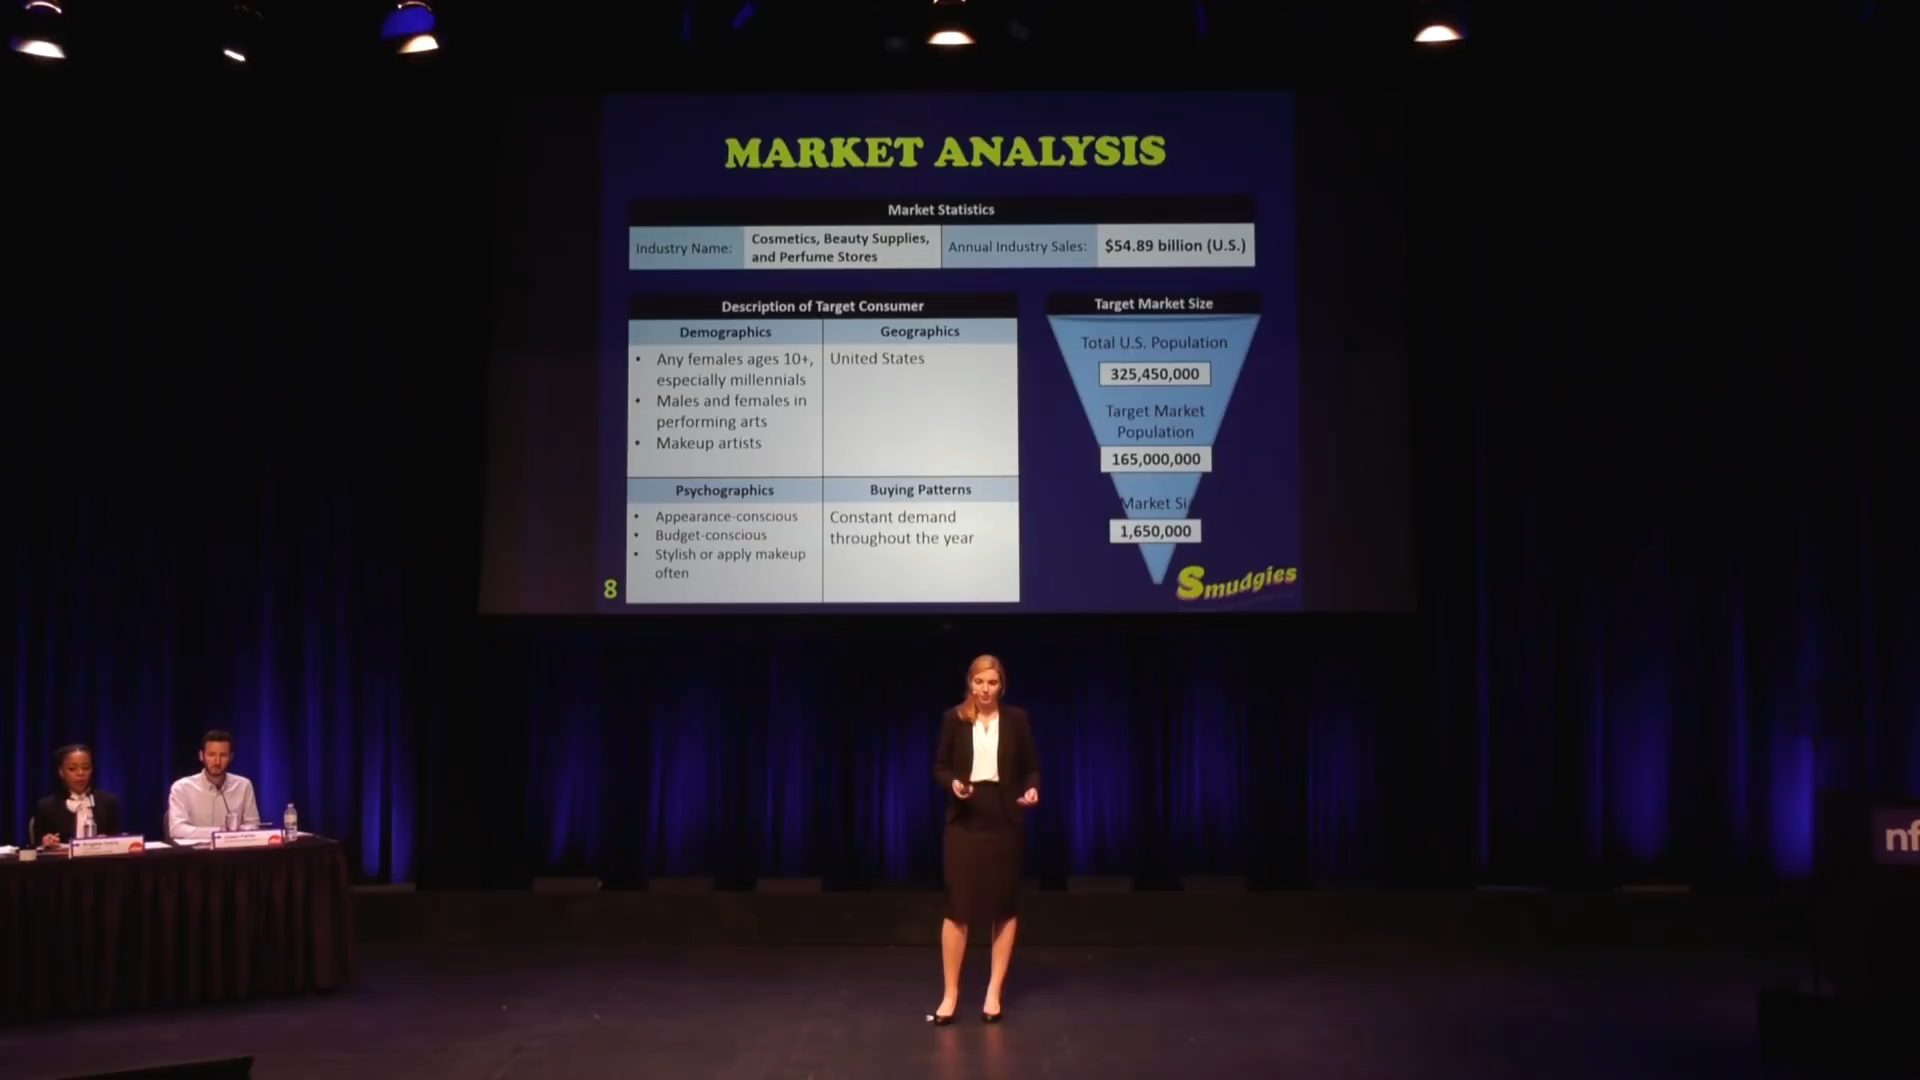 MARKET ANALYSIS
Market Statistics
Industry Name:
Cosmetics, Beauty Supplies,
and Perfume Stores
Annual Industry Sales:
$54.89 billion (U.S.)
Description of Target Consumer
Demographics
• Any females ages 10+,
especially millennials
• Males and females in
performing arts
• Makeup artists
Geographics
United States
Psychographics
• Appearance-conscious
• Budget-conscious
• Stylish or apply makeup
often
Buying Patterns
Constant demand
throughout the year
Target Market Size
Total U.S. Population
325,450,000
Target Market
Population
165,000,000
Market Si
1,650,000
8
Smudgies
nf